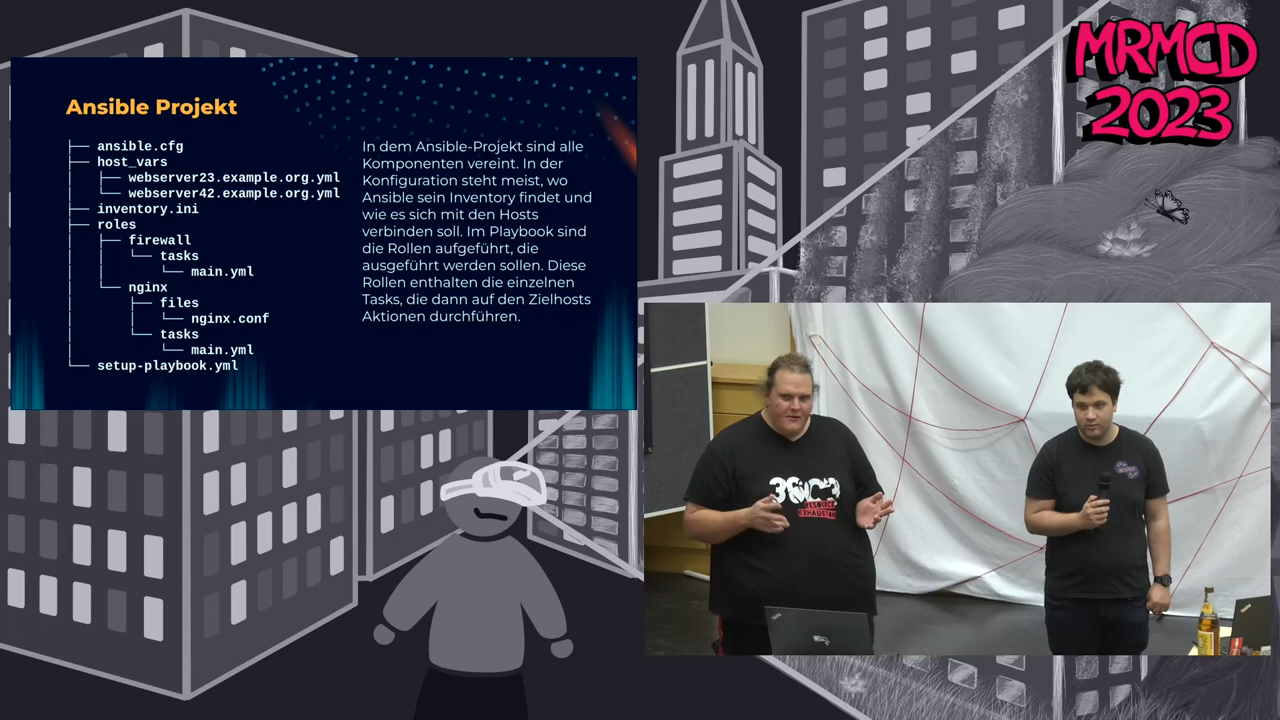 MRMCD
2023
Ansible Projekt
├── ansible.cfg
├── host_vars
│   ├── webserver23.example.org.yml
│   └── webserver42.example.org.yml
├── inventory.ini
├── roles
│   ├── firewall
│   │   └── tasks
│   │       └── main.yml
│   └── nginx
│       ├── files
│       │   └── nginx.conf
│       └── tasks
│           └── main.yml
└── setup-playbook.yml
In dem Ansible-Projekt sind alle
Komponenten vereint. In der
Konfiguration steht meist, wo
Ansible sein Inventory findet und
wie es sich mit den Hosts
verbinden soll. Im Playbook sind
die Rollen aufgeführt, die
ausgeführt werden sollen. Diese
Rollen enthalten die einzelnen
Tasks, die dann auf den Zielhosts
Aktionen durchführen.
36C3
RESOURCE
EXHAUSTION